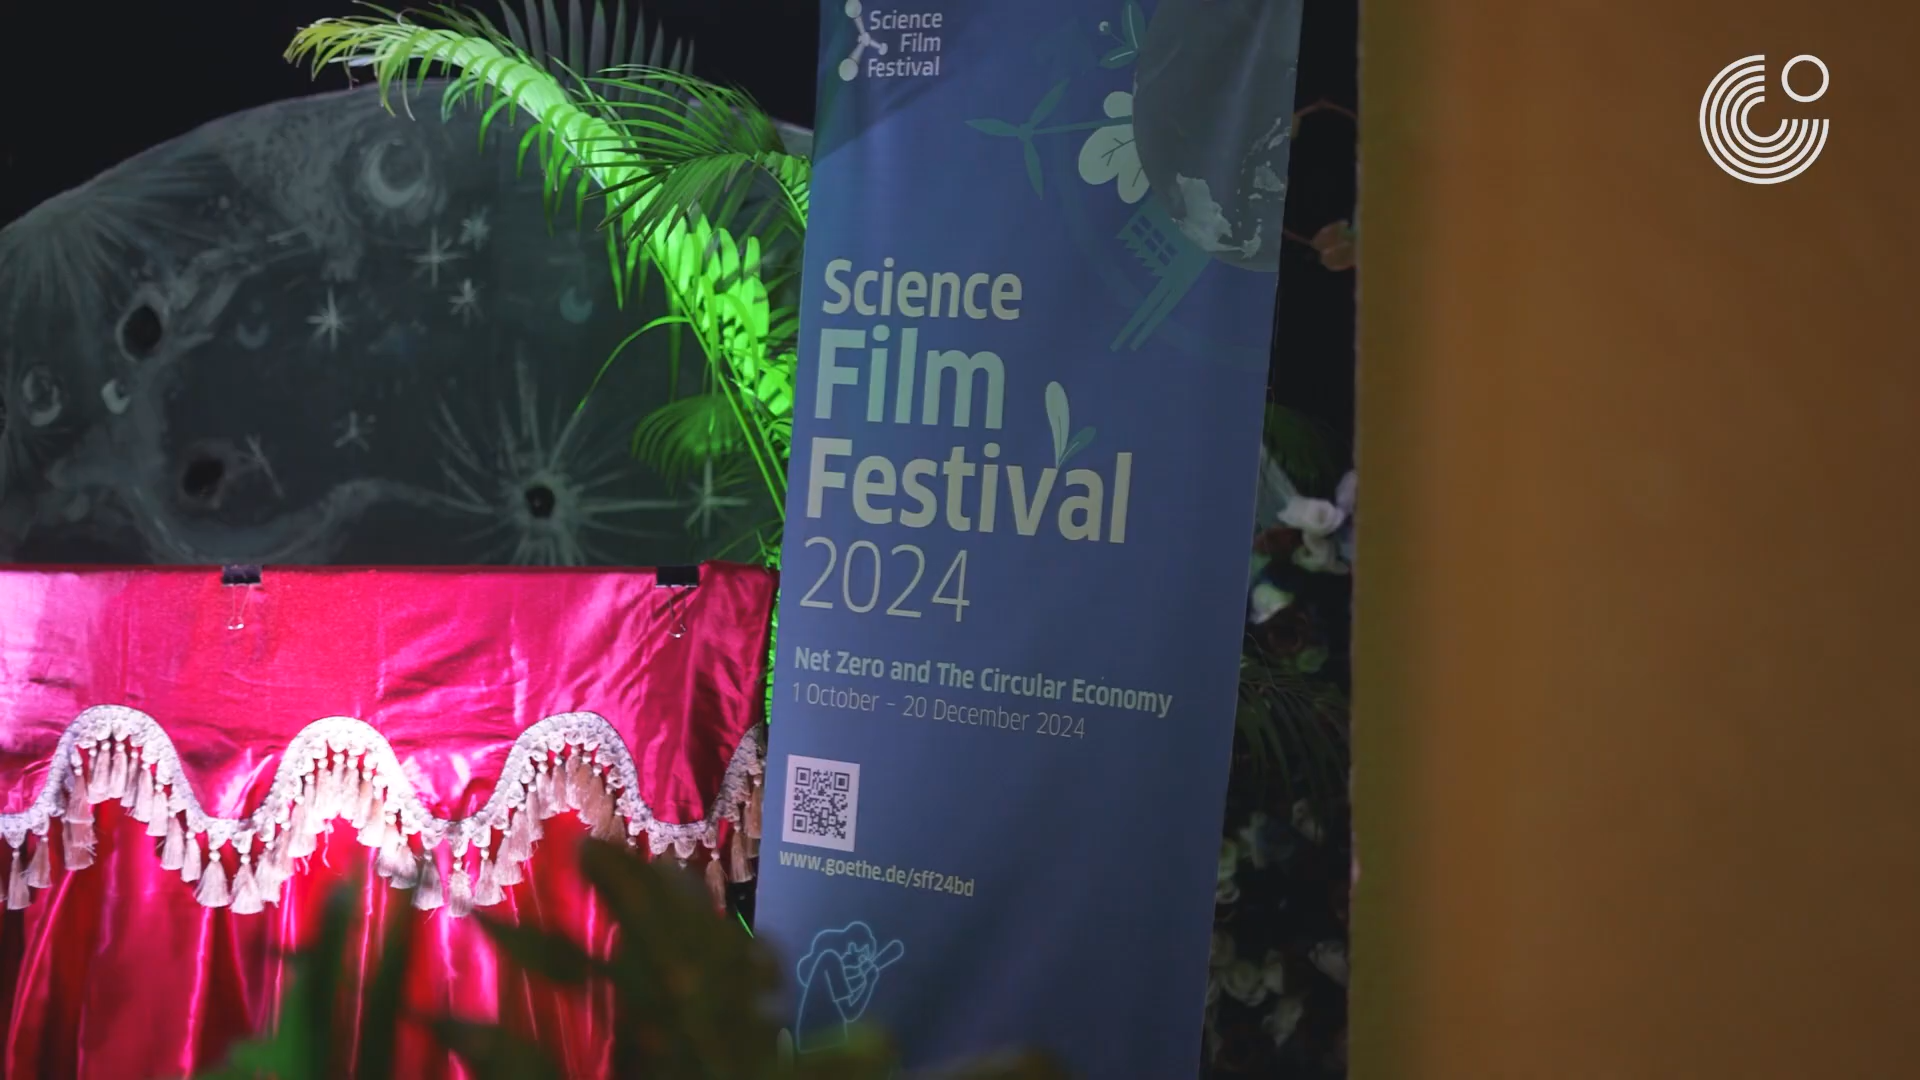 Science
Film
Festival
Science
Film
Festival
2024
Net Zero and The Circular Economy
1 October - 20 December 2024
www.goethe.de/sff24bd